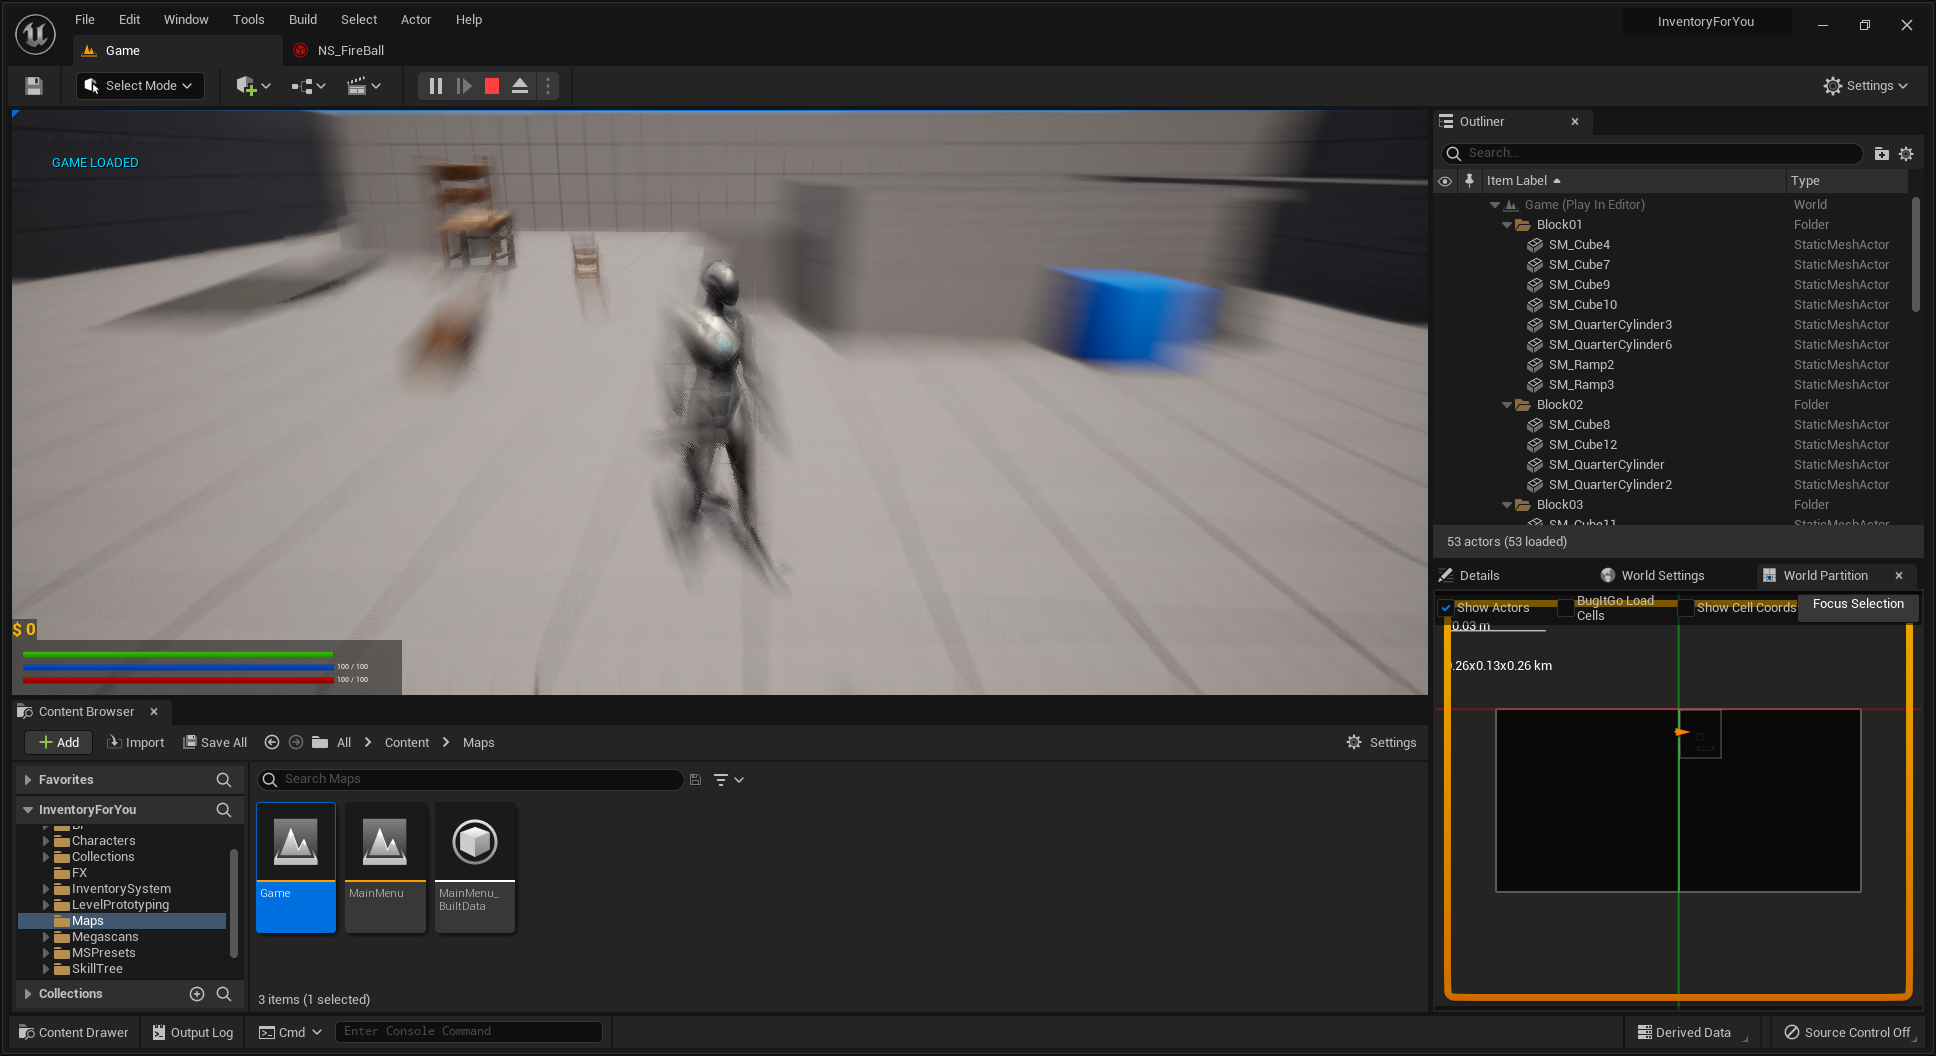 File Edit Window Tools Build Select Actor Help
InventoryForYou
Game
NS_FireBall
Select Mode
Settings
GAME LOADED
$ 0
100 / 100
100 / 100
Outliner
Search...
Item Label Type
Game (Play In Editor) World
Block01 Folder
SM_Cube4 StaticMeshActor
SM_Cube7 StaticMeshActor
SM_Cube9 StaticMeshActor
SM_Cube10 StaticMeshActor
SM_QuarterCylinder3 StaticMeshActor
SM_QuarterCylinder6 StaticMeshActor
SM_Ramp2 StaticMeshActor
SM_Ramp3 StaticMeshActor
Block02 Folder
SM_Cube8 StaticMeshActor
SM_Cube12 StaticMeshActor
SM_QuarterCylinder StaticMeshActor
SM_QuarterCylinder2 StaticMeshActor
Block03 Folder
SM_Cube11 StaticMeshActor
53 actors (53 loaded)
Details World Settings World Partition
Show Actors
BugItGo Load
Cells
Show Cell Coords
Focus Selection
0.03 m
.26x0.13x0.26 km
Content Browser
Add Import Save All All Content Maps Settings
Favorites
Search Maps
InventoryForYou
Characters
Collections
FX
InventorySystem
LevelPrototyping
Maps
Megascans
MSPresets
SkillTree
Collections
Game
MainMenu
MainMenu_
BuiltData
3 items (1 selected)
Content Drawer Output Log Cmd Enter Console Command Derived Data Source Control Off